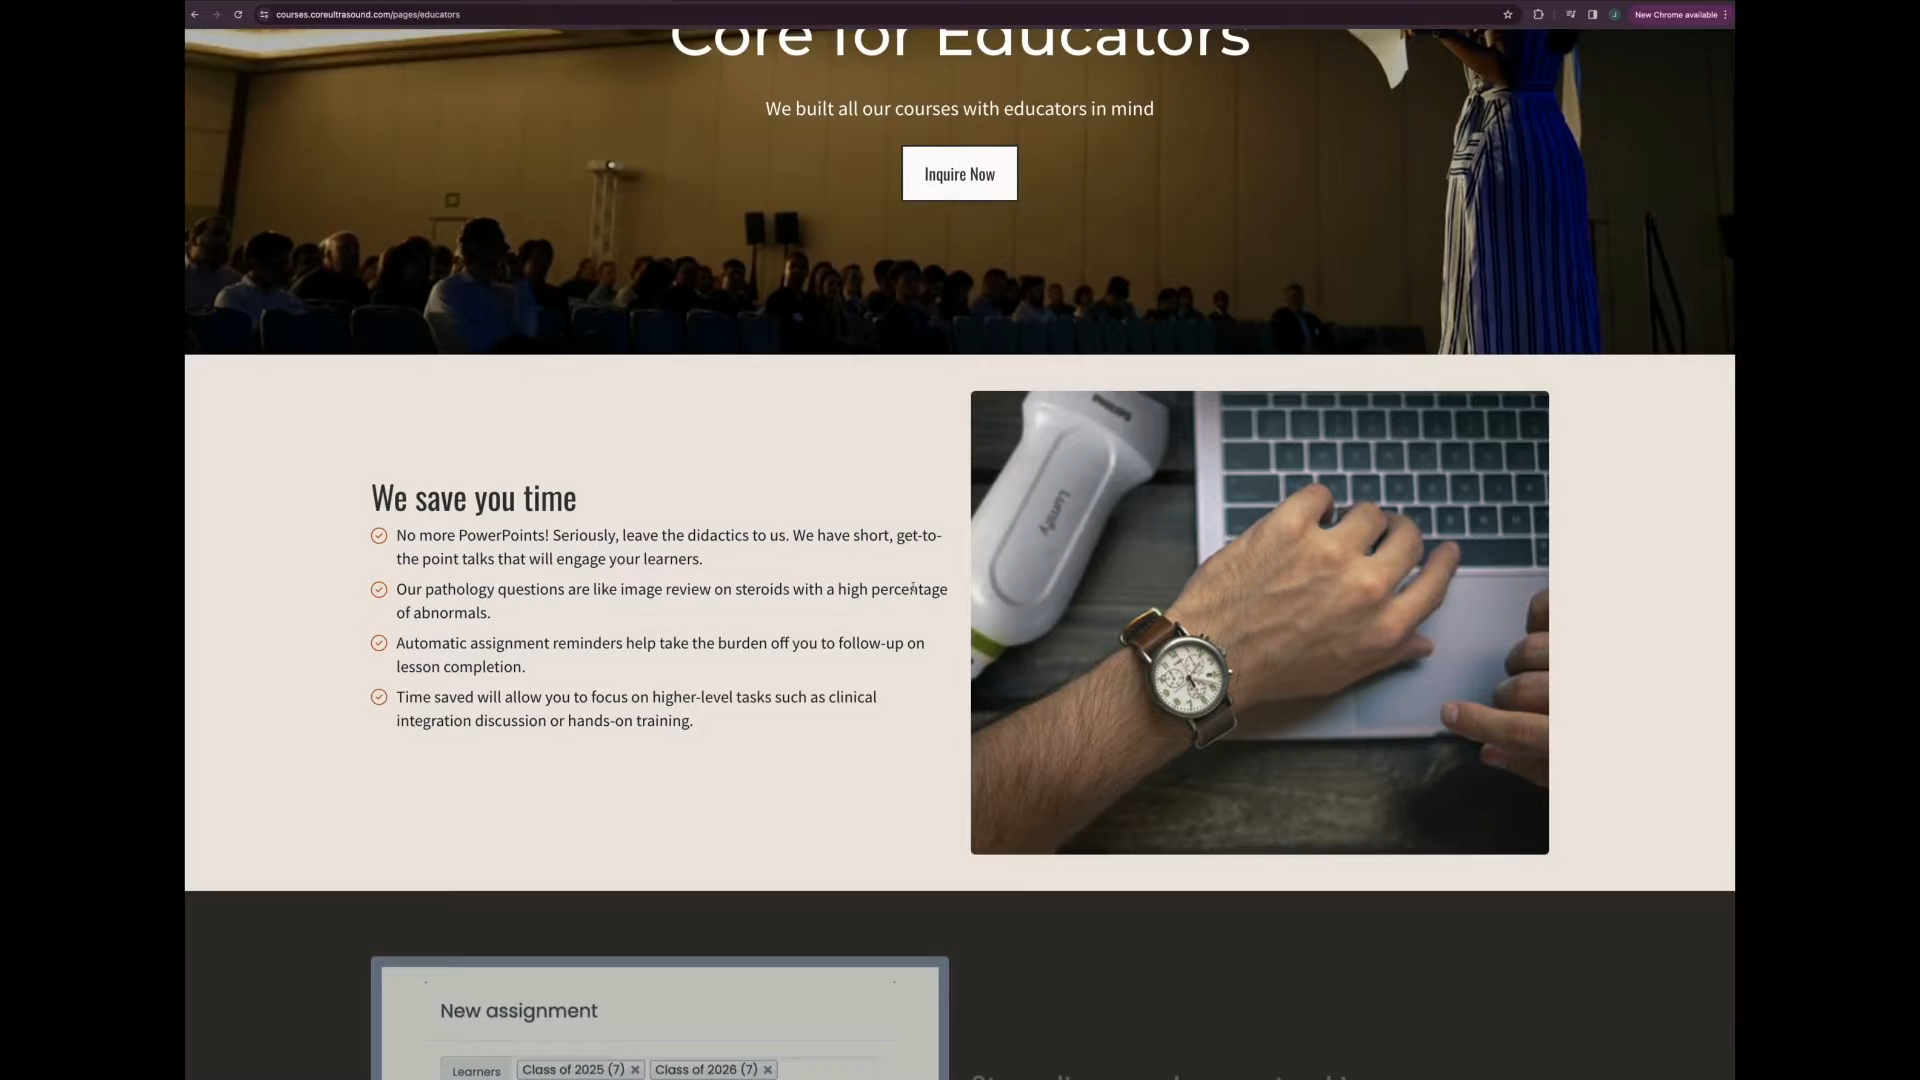 courses.coreultrasound.com/pages/educators
J
New Chrome available
Core for Educators
We built all our courses with educators in mind
Inquire Now
PHILIPS
Lumify
We save you time
No more PowerPoints! Seriously, leave the didactics to us. We have short, get-to-
the point talks that will engage your learners.
Our pathology questions are like image review on steroids with a high percentage
of abnormals.
Automatic assignment reminders help take the burden off you to follow-up on
lesson completion.
Time saved will allow you to focus on higher-level tasks such as clinical
integration discussion or hands-on training.
New assignment
Learners
Class of 2025 (7) ×
Class of 2026 (7) ×